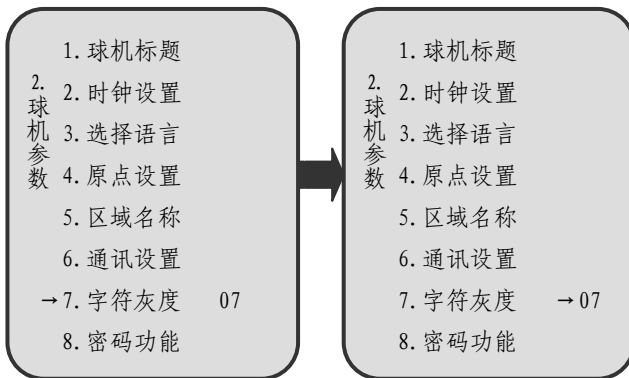 2.球机参数
1.球机标题
2.时钟设置
3.选择语言
4.原点设置
5.区域名称
6.通讯设置
→7.字符灰度 07
8.密码功能
2.球机参数
1.球机标题
2.时钟设置
3.选择语言
4.原点设置
5.区域名称
6.通讯设置
7.字符灰度 →07
8.密码功能